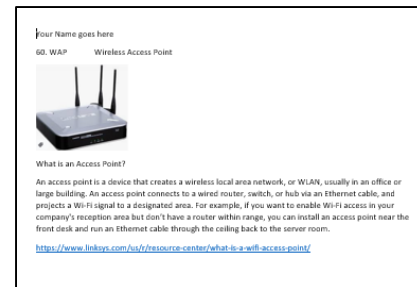 Your Name goes here
60. WAP Wireless Access Point
What is an Access Point?
An access point is a device that creates a wireless local area network, or WLAN, usually in an office or
large building. An access point connects to a wired router, switch, or hub via an Ethernet cable, and
projects a Wi-Fi signal to a designated area. For example, if you want to enable Wi-Fi access in your
company's reception area but don't have a router within range, you can install an access point near the
front desk and run an Ethernet cable through the ceiling back to the server room.
https://www.linksys.com/us/r/resource-center/what-is-a-wifi-access-point/